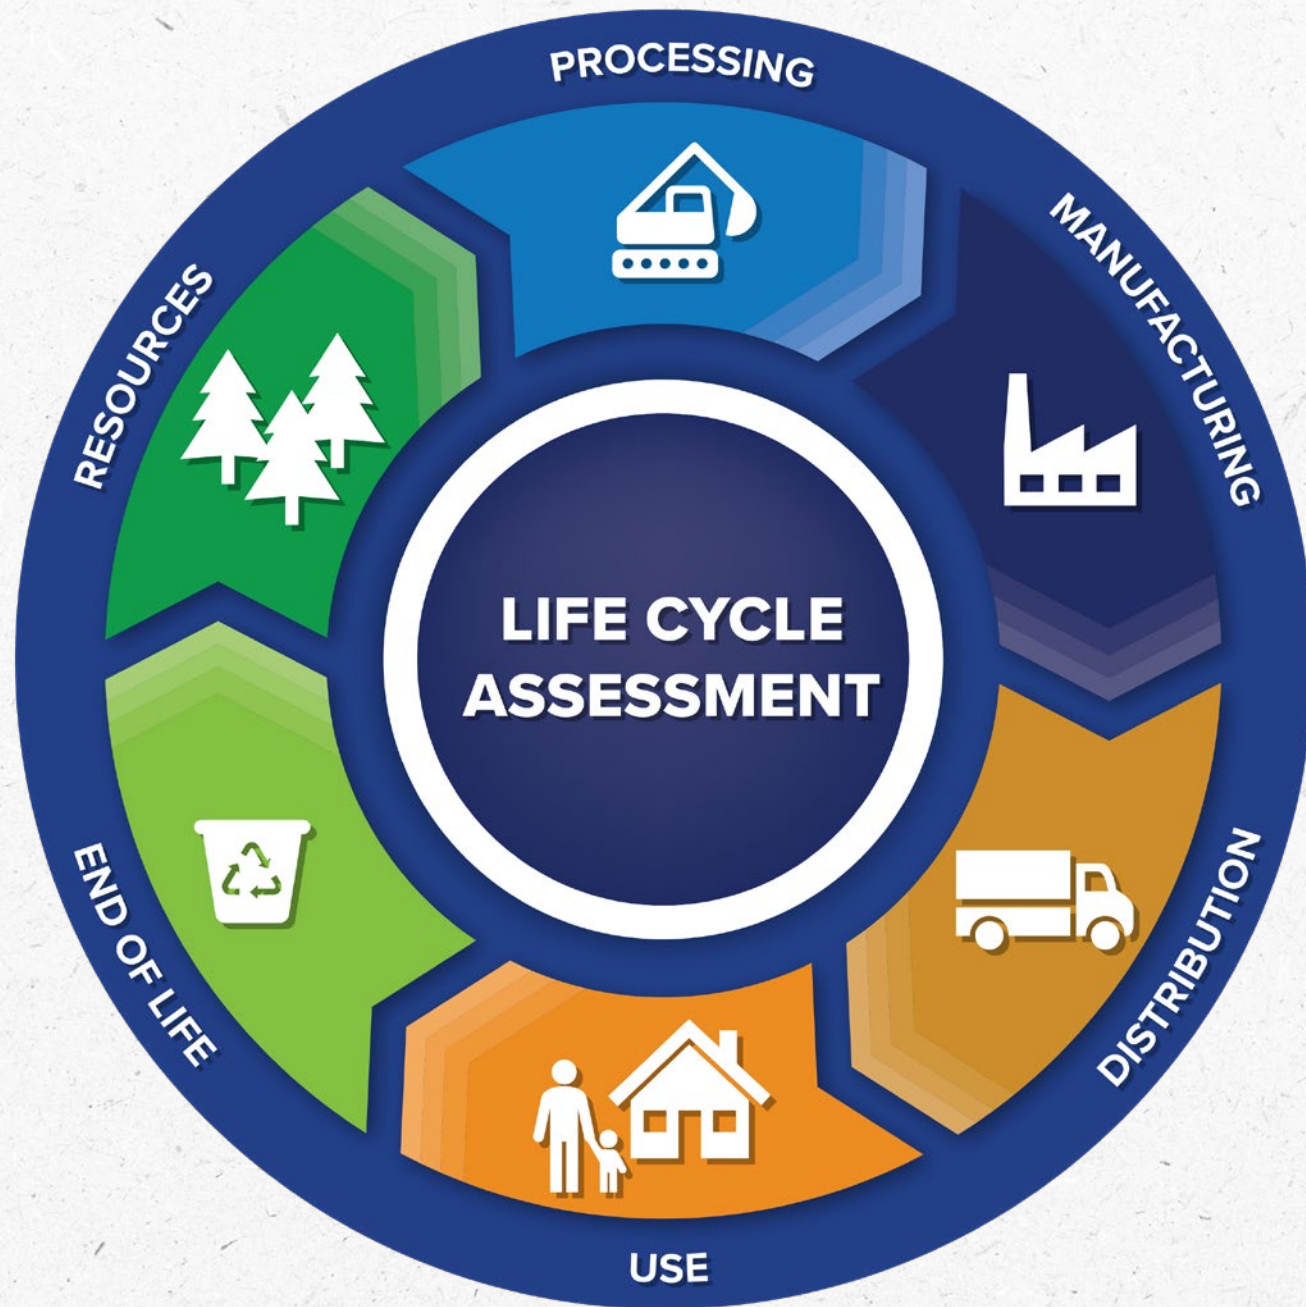 PROCESSING
MANUFACTURING
DISTRIBUTION
USE
END OF LIFE
RESOURCES
LIFE CYCLE
ASSESSMENT